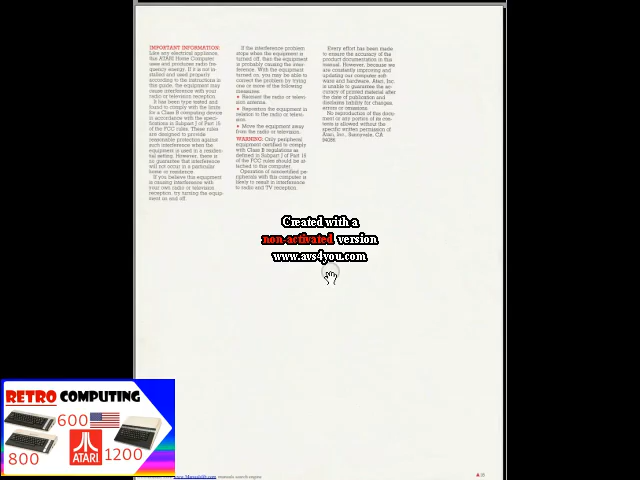 IMPORTANT INFORMATION:
Like any electrical appliance,
this ATARI Home Computer
uses and produces radio fre-
quency energy. If it is not in-
stalled and used properly
according to the instructions in
this guide, the equipment may
cause interference with your
radio or television reception.
It has been type tested and
found to comply with the limits
for a Class B computing device
in accordance with the speci-
fications in Subpart J of Part 15
of the FCC rules. These rules
are designed to provide
reasonable protection against
such interference when the
equipment is used in a residen-
tial setting. However, there is
no guarantee that interference
will not occur in a particular
home or residence.
If you believe this equipment
is causing interference with
your own radio or television
reception, try turning the equip-
ment on and off.
If the interference problem
stops when the equipment is
turned off, then the equipment
is probably causing the inter-
ference. With the equipment
turned on, you may be able to
correct the problem by trying
one or more of the following
measures:
• Reorient the radio or televi-
sion antenna.
• Reposition the equipment in
relation to the radio or televi-
sion.
• Move the equipment away
from the radio or television.
WARNING: Only peripheral
equipment certified to comply
with Class B regulations as
defined in Subpart J of Part 15
of the FCC rules should be at-
tached to this computer.
Operation of noncertified pe-
ripherals with this computer is
likely to result in interference
to radio and TV reception.
Every effort has been made
to ensure the accuracy of the
product documentation in this
manual. However, because we
are constantly improving and
updating our computer soft-
ware and hardware, Atari, Inc.
is unable to guarantee the ac-
curacy of printed material after
the date of publication and
disclaims liability for changes,
errors or omissions.
No reproduction of this docu-
ment or any portion of its con-
tents is allowed without the
specific written permission of
Atari, Inc., Sunnyvale, CA
94086.
Created with a
non-activated version
www.avs4you.com
RETRO COMPUTING
600
800
ATARI
1200